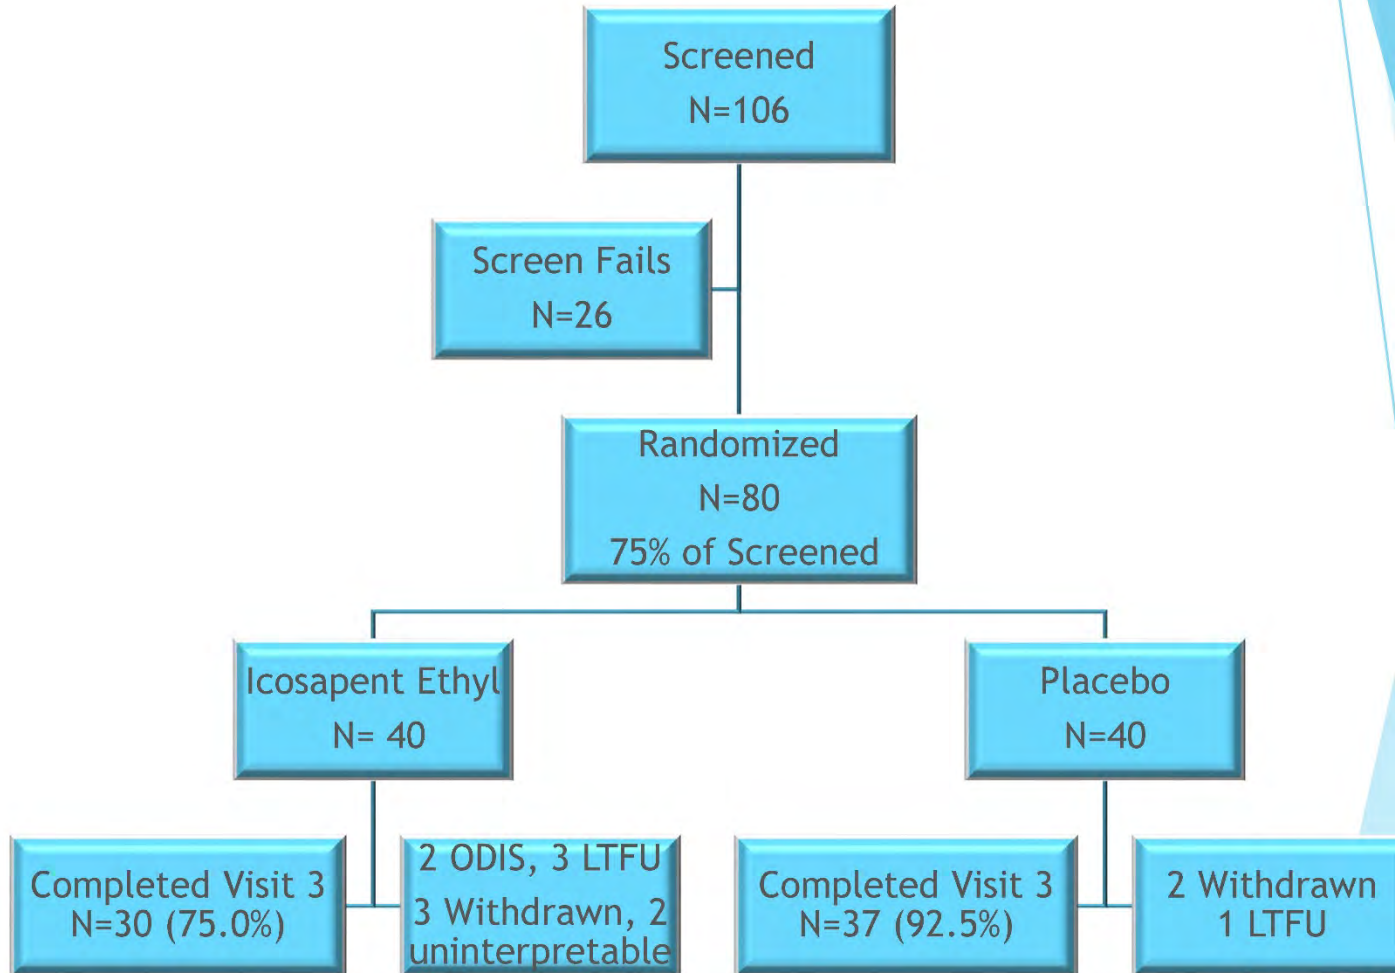 Screened
N=106
Screen Fails
N=26
Randomized
N=80
75% of Screened
Icosapent Ethyl
N= 40
Placebo
N=40
Completed Visit 3
N=30 (75.0%)
2 ODIS, 3 LTFU
3 Withdrawn, 2
uninterpretable
Completed Visit 3
N=37 (92.5%)
2 Withdrawn
1 LTFU